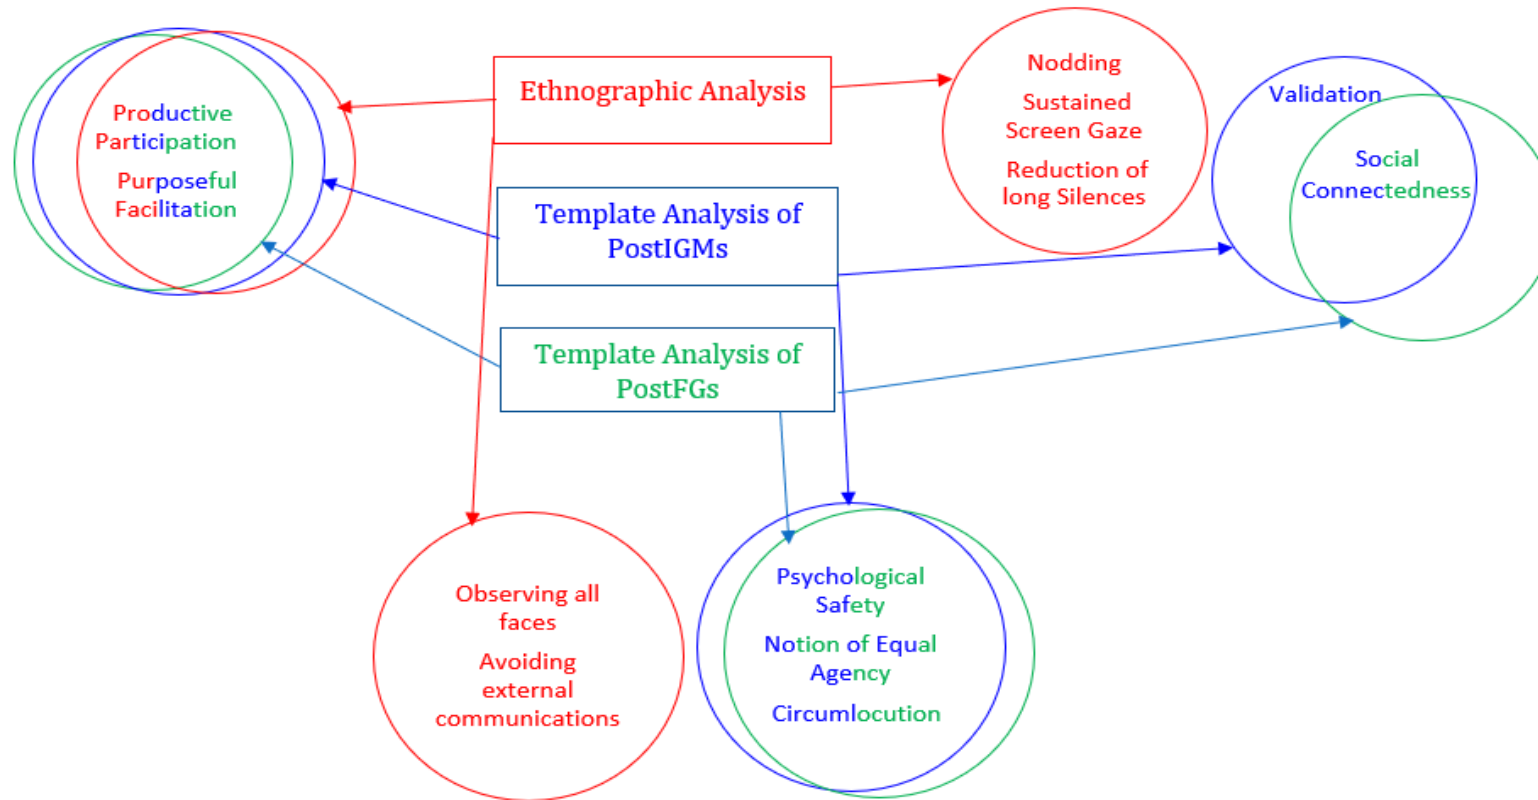 Productive
Participation
Purposeful
Facilitation
Ethnographic Analysis
Nodding
Sustained
Screen Gaze
Reduction of
long Silences
Validation
Social
Connectedness
Template Analysis of
PostIGMs
Template Analysis of
PostFGs
Observing all
faces
Avoiding
external
communications
Psychological
Safety
Notion of Equal
Agency
Circumlocution